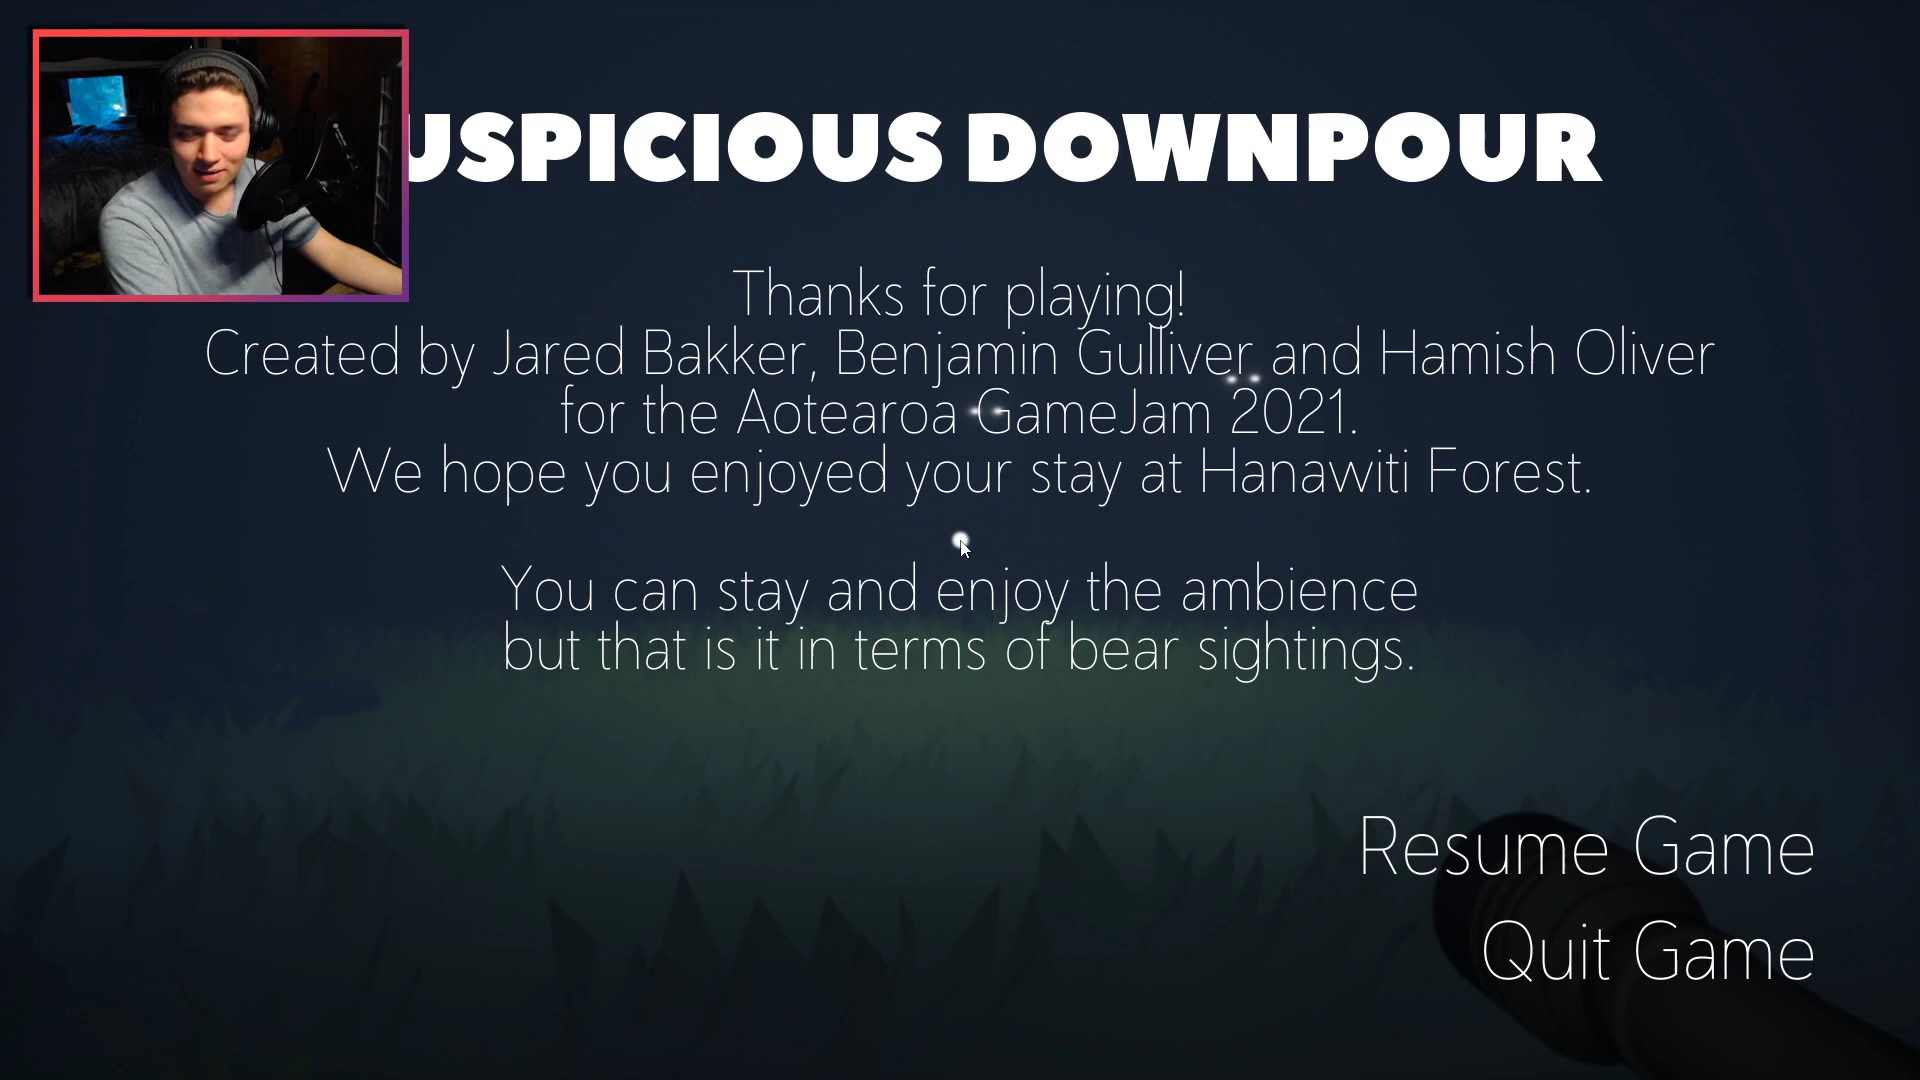 USPICIOUS DOWNPOUR
Thanks for playing!
Created by Jared Bakker, Benjamin Gulliver and Hamish Oliver
for the Aotearoa GameJam 2021.
We hope you enjoyed your stay at Hanawiti Forest.
You can stay and enjoy the ambience
but that is it in terms of bear sightings.
Resume Game
Quit Game